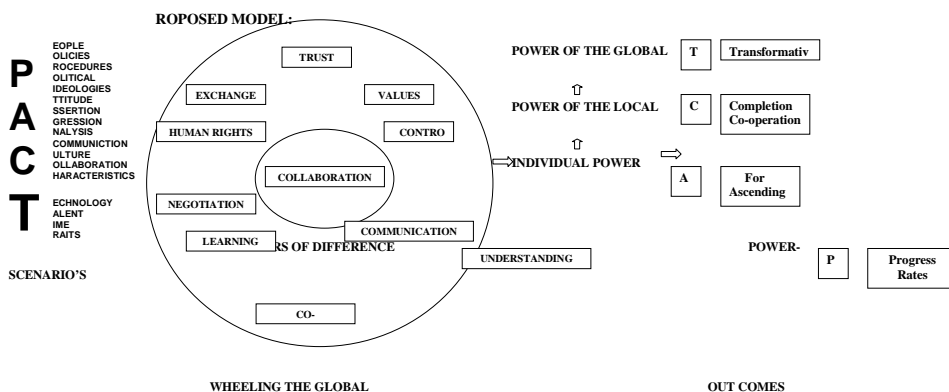 ROPOSED MODEL:
P
EOPLE
OLICIES
ROCEDURES
OLITICAL
IDEOLOGIES
A
TTITUDE
SSERTION
GRESSION
NALYSIS
C
COMMUNICTION
ULTURE
OLLABORATION
HARACTERISTICS
T
ECHNOLOGY
ALENT
IME
RAITS
SCENARIO'S
TRUST
EXCHANGE
VALUES
HUMAN RIGHTS
CONTRO
COLLABORATION
NEGOTIATION
COMMUNICATION
LEARNING
RS OF DIFFERENCE
UNDERSTANDING
CO-
WHEELING THE GLOBAL
POWER OF THE GLOBAL
T
Transformativ
POWER OF THE LOCAL
C
Completion
Co-operation
INDIVIDUAL POWER
A
For
Ascending
POWER-
P
Progress
Rates
OUT COMES